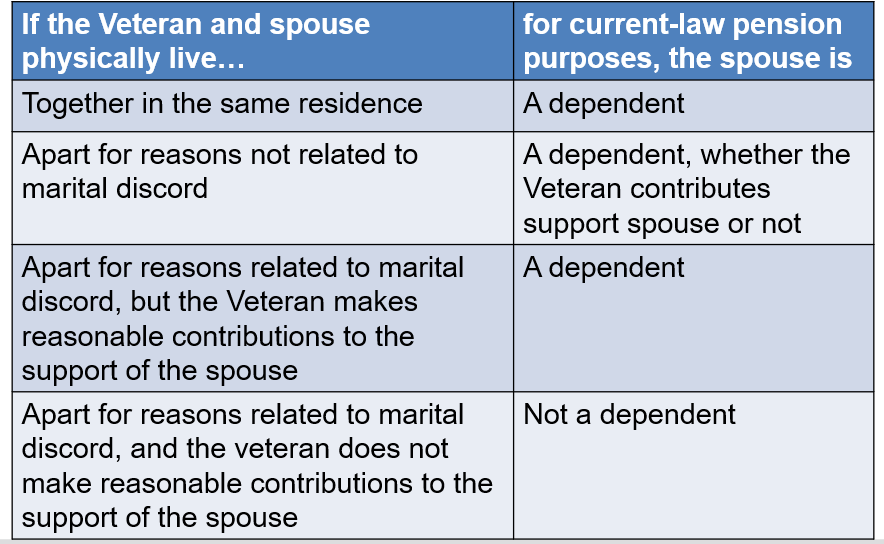 If the Veteran and spouse
physically live…
for current-law pension
purposes, the spouse is
Together in the same residence
A dependent
Apart for reasons not related to
marital discord
A dependent, whether the
Veteran contributes
support spouse or not
Apart for reasons related to marital
discord, but the Veteran makes
reasonable contributions to the
support of the spouse
A dependent
Apart for reasons related to marital
discord, and the veteran does not
make reasonable contributions to the
support of the spouse
Not a dependent